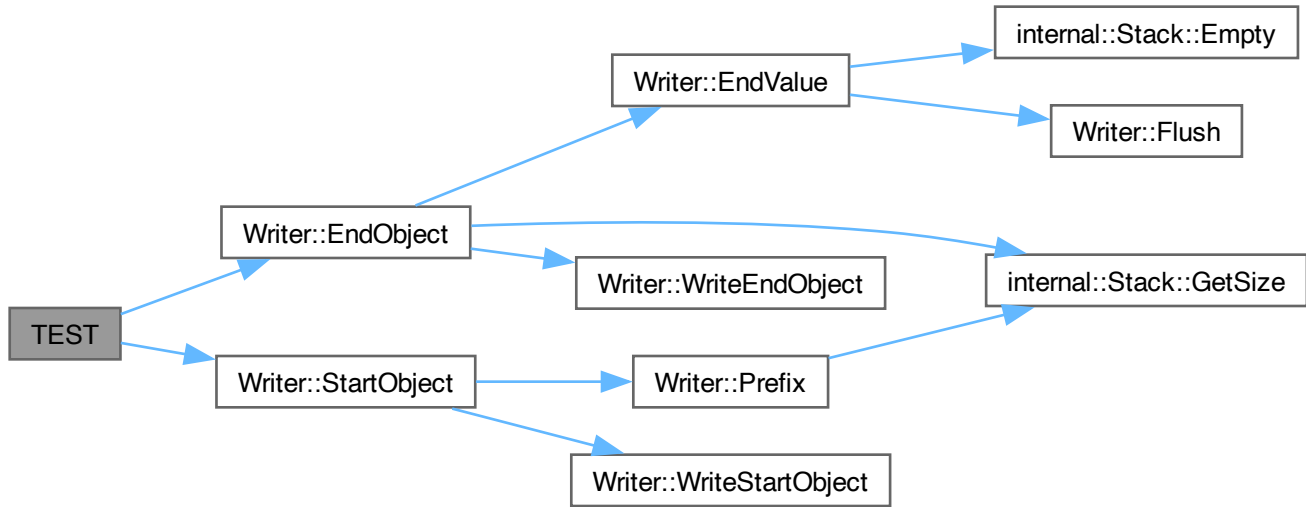 internal::Stack::Empty
Writer::EndValue
Writer::Flush
Writer::EndObject
Writer::WriteEndObject
internal::Stack::GetSize
TEST
Writer::StartObject
Writer::Prefix
Writer::WriteStartObject